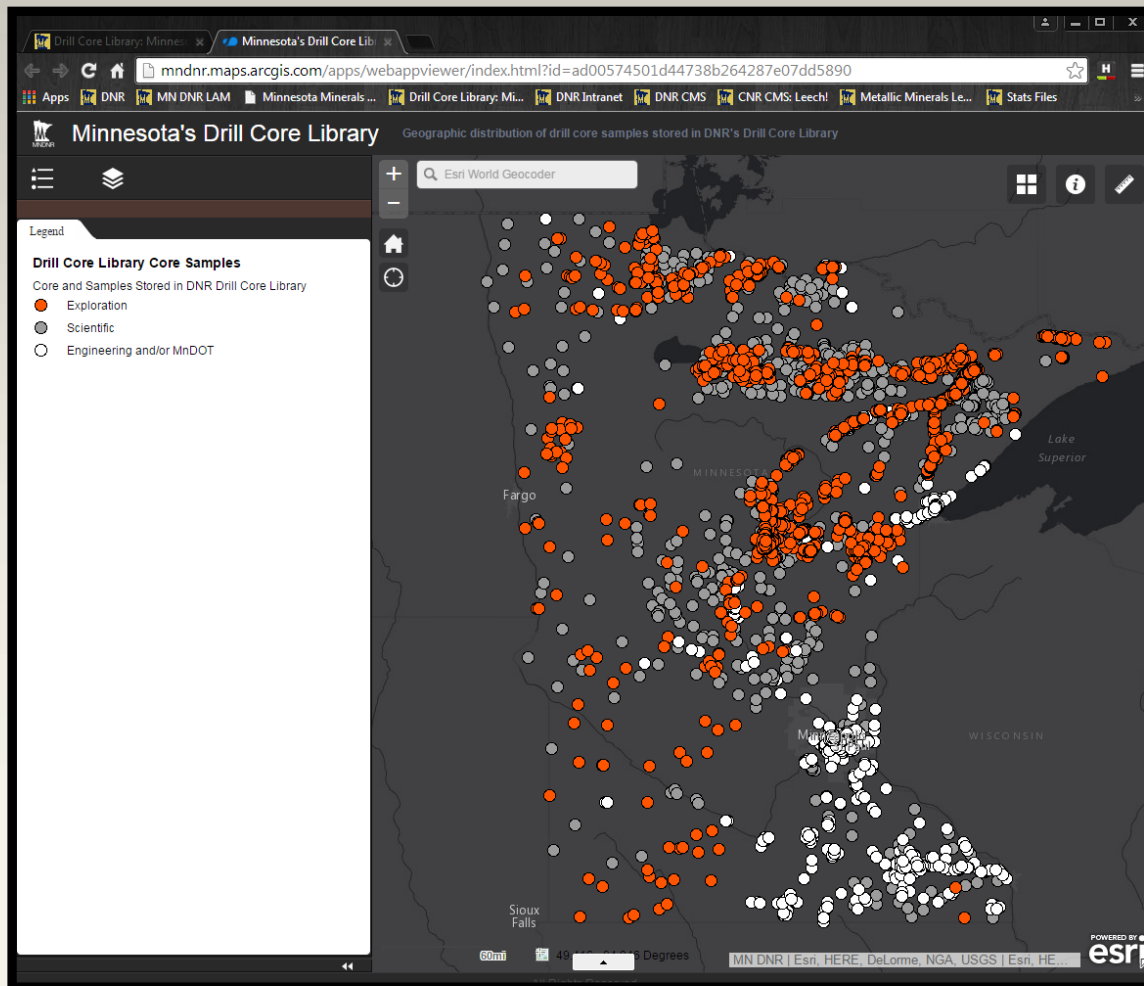 Drill Core Library: Minnes
Minnesota's Drill Core Libr
mndnr.maps.arcgis.com/apps/webappviewer/index.html?id=ad00574501d44738b264287e07dd5890
H
Apps DNR MN DNR LAM Minnesota Minerals ... Drill Core Library: Mi... DNR Intranet DNR CMS CNR CMS: Leech! Metallic Minerals Le... Stats Files
MNDNR
Minnesota's Drill Core Library
Geographic distribution of drill core samples stored in DNR's Drill Core Library
Esri World Geocoder
Legend
Drill Core Library Core Samples
Core and Samples Stored in DNR Drill Core Library
Exploration
Scientific
Engineering and/or MnDOT
Lake
Superior
MINNESOTA
Fargo
WISCONSIN
Sioux
Falls
60mi
Degrees
MN DNR | Esri, HERE, DeLorme, NGA, USGS | Esri, HE...
POWERED BY
esri
All Rights Reserved